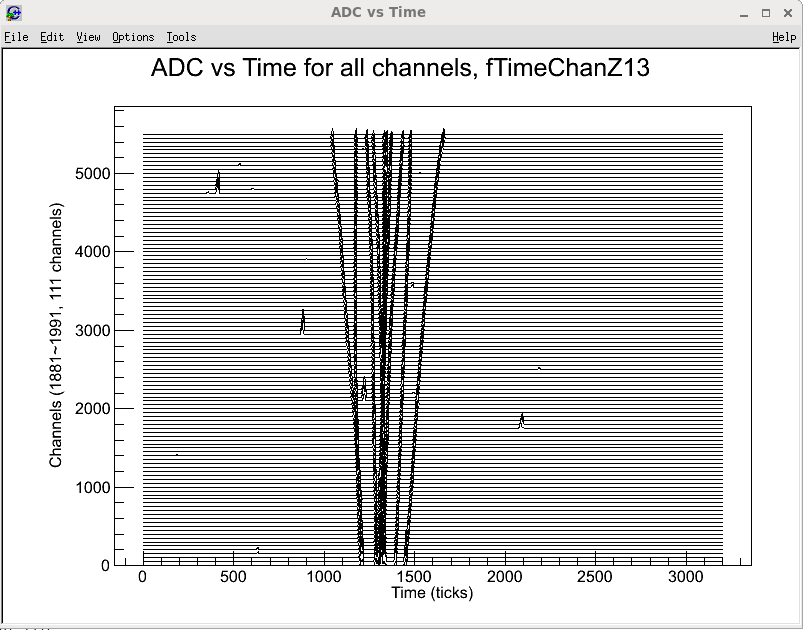 ADC vs Time
File Edit View Options Tools Help
ADC vs Time for all channels, fTimeChanZ13
Channels (1881~1991, 111 channels)
5000
4000
3000
2000
1000
0
0 500 1000 1500 2000 2500 3000
Time (ticks)